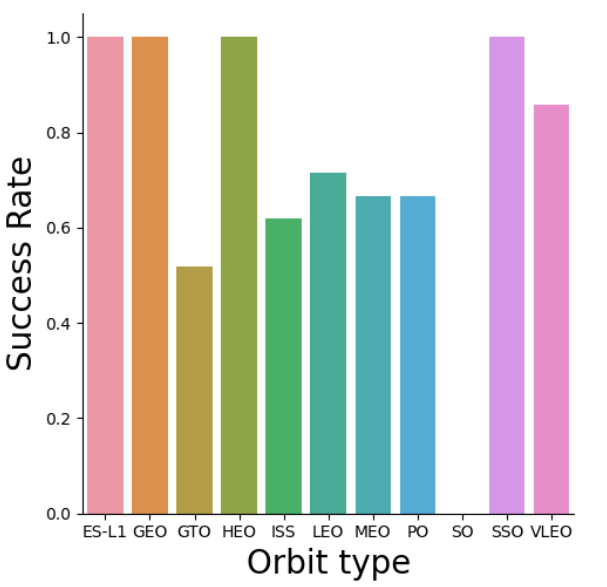 Success Rate
1.0
0.8
0.6
0.4
0.2
0.0
ES-L1 GEO GTO HEO ISS LEO MEO PO SO SSO VLEO
Orbit type